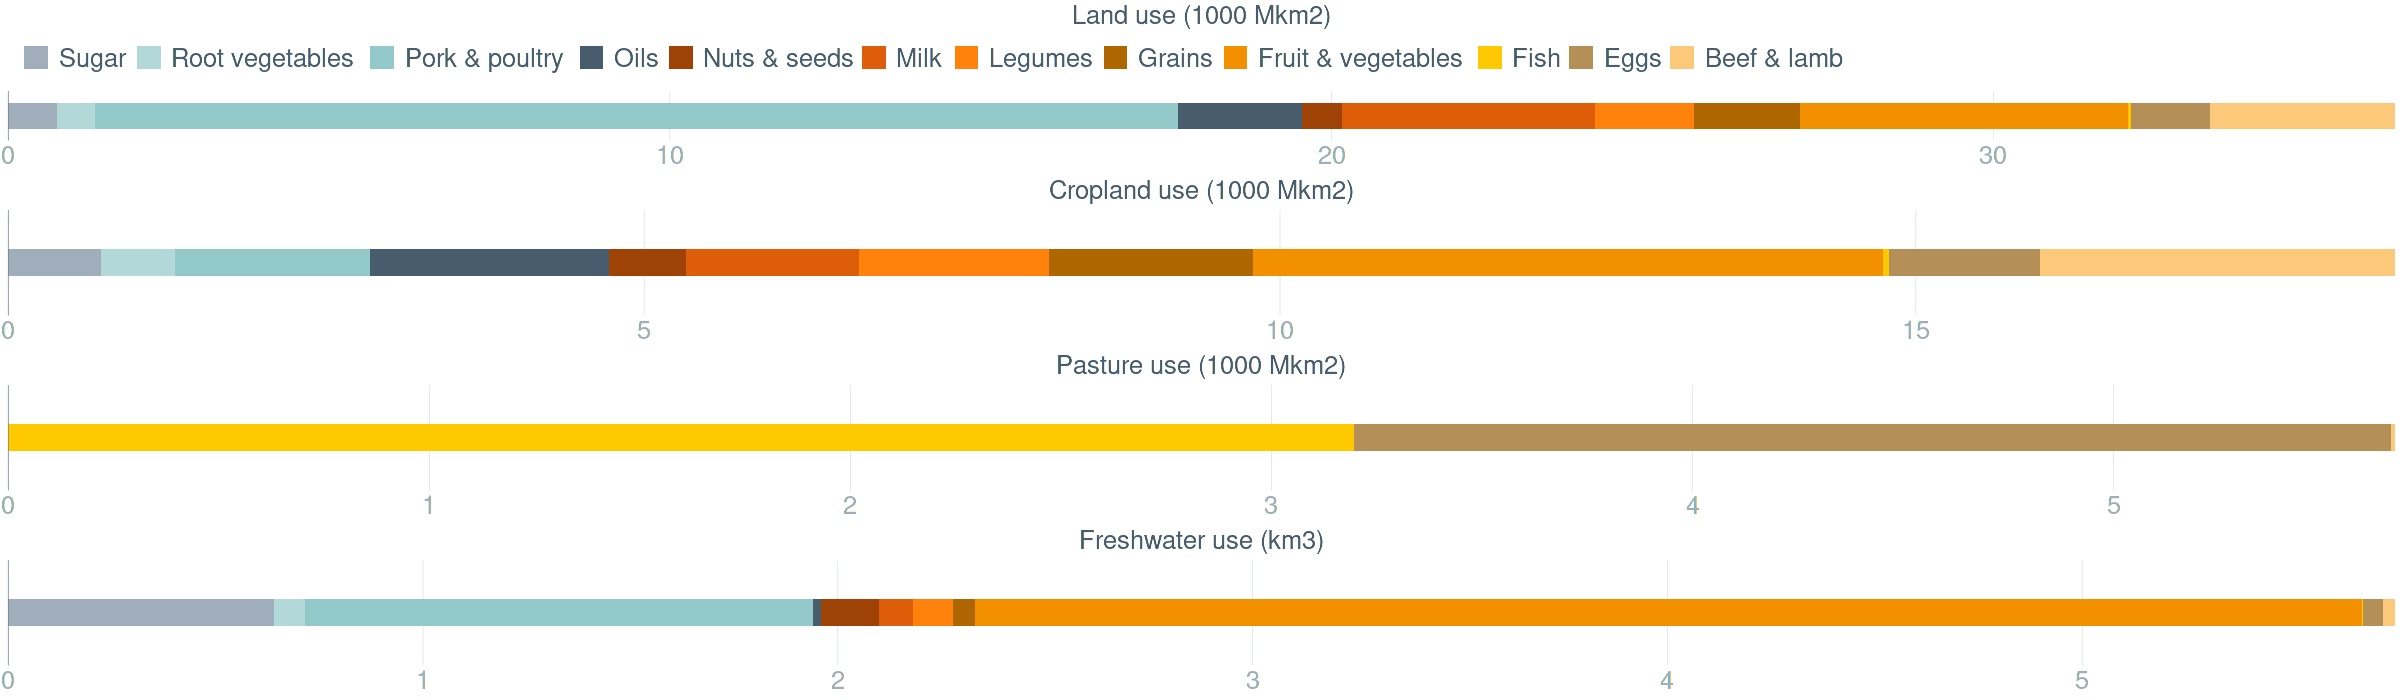 Land use (1000 Mkm2)
Sugar Root vegetables Pork & poultry Oils Nuts & seeds Milk Legumes Grains Fruit & vegetables Fish Eggs Beef & lamb
0 10 20 30
Cropland use (1000 Mkm2)
0 5 10 15
Pasture use (1000 Mkm2)
0 1 2 3 4 5
Freshwater use (km3)
0 1 2 3 4 5